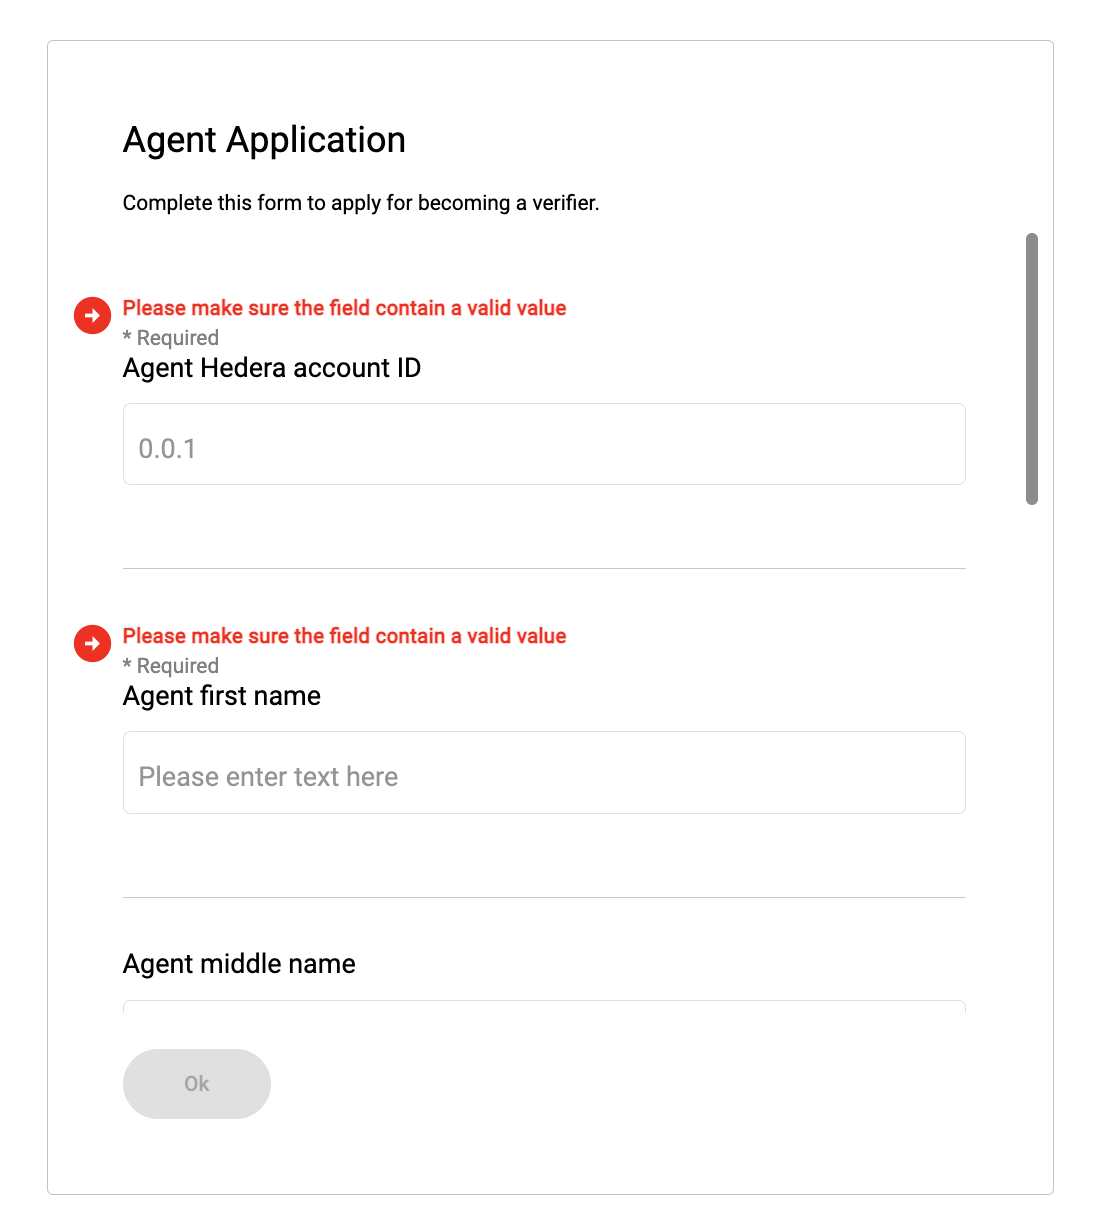 Agent Application
Complete this form to apply for becoming a verifier.
Please make sure the field contain a valid value
* Required
Agent Hedera account ID
0.0.1
Please make sure the field contain a valid value
* Required
Agent first name
Please enter text here
Agent middle name
Ok